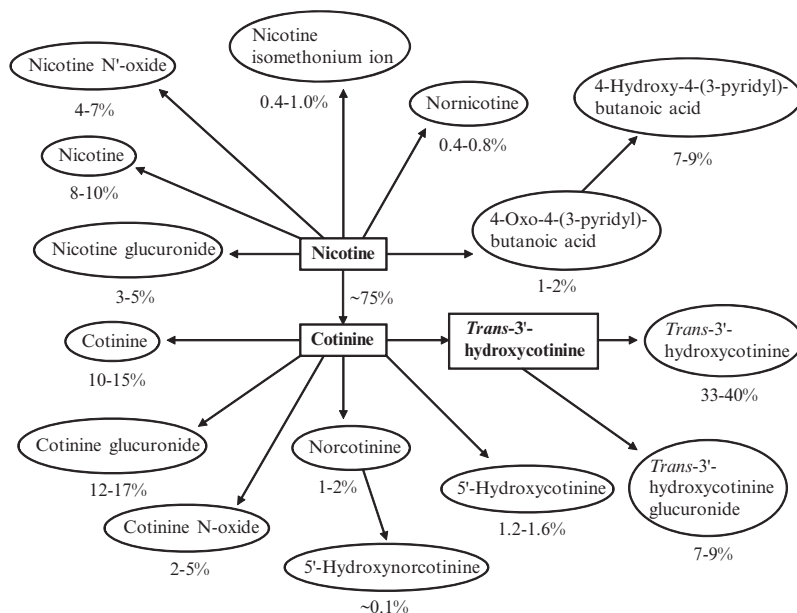 Nicotine
isomethonium ion
0.4-1.0%
Nicotine N'-oxide
4-7%
4-Hydroxy-4-(3-pyridyl)-
butanoic acid
7-9%
Nornicotine
0.4-0.8%
Nicotine
8-10%
4-Oxo-4-(3-pyridyl)-
butanoic acid
1-2%
Nicotine glucuronide
3-5%
Nicotine
~75%
Cotinine
10-15%
Cotinine
Trans-3'-
hydroxycotinine
Trans-3'-
hydroxycotinine
33-40%
Cotinine glucuronide
12-17%
Norcotinine
1-2%
5'-Hydroxycotinine
1.2-1.6%
Trans-3'-
hydroxycotinine
glucuronide
7-9%
Cotinine N-oxide
2-5%
5'-Hydroxynorcotinine
~0.1%